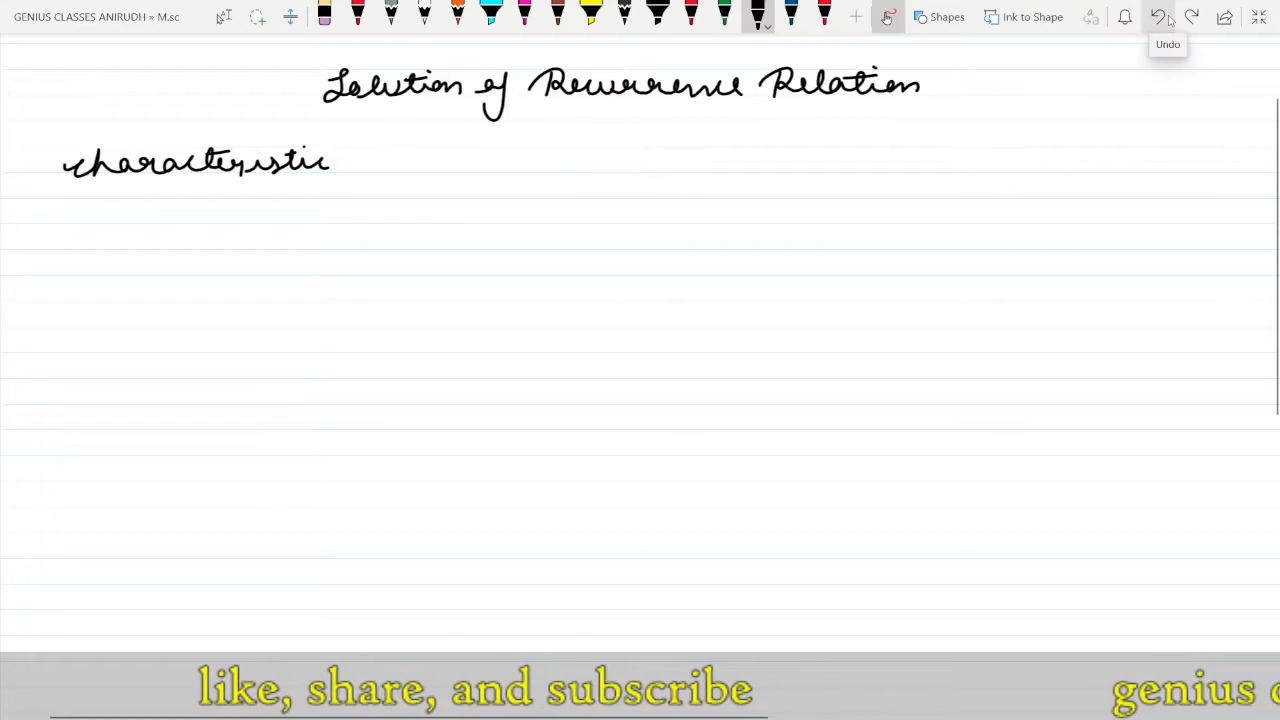 GENIUS CLASSES ANIRUDH - M.sc
Ink to Shape
Shapes
Undo
Solution of Recurrence Relation
characteristic
like, share, and subscribe
genius